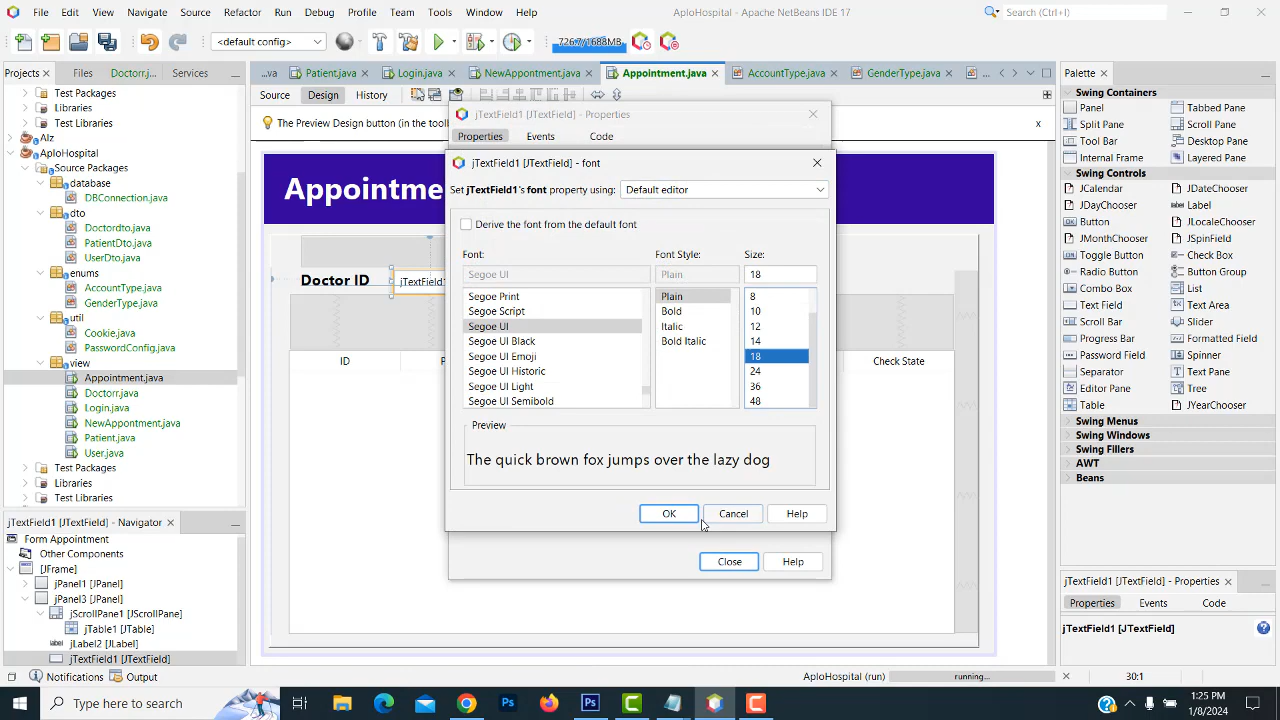 File Edit View Navigate Source Refactor Run Debug Profile Team Tools Window Help
AploHospital - Apache NetBeans IDE 17
Search (Ctrl+I)
<default config>
726.7/1688MB
Projects Files Doctorr.j... Services
...va Patient.java Login.java NewAppontment.java Appointment.java AccountType.java GenderType.java ...
Palette
Source Design History
The Preview Design button (in the tool
x
Test Packages
Libraries
Test Libraries
Alz
AploHospital
Source Packages
database
DBConnection.java
dto
Doctordto.java
PatientDto.java
UserDto.java
enums
AccountType.java
GenderType.java
util
Cookie.java
PasswordConfig.java
view
Appointment.java
Doctorr.java
Login.java
NewAppontment.java
Patient.java
User.java
Test Packages
Libraries
Test Libraries
jTextField1 [JTextField] - Navigator
Form Appointment
Other Components
[JFrame]
jPanel1 [JPanel]
jPanel3 [JPanel]
jScrollPane1 [JScrollPane]
jTable1 [JTable]
jLabel2 [JLabel]
jTextField1 [JTextField]
Appointme
Doctor ID
jTextField1
ID
P
Check State
jTextField1 [JTextField] - Properties
Properties Events Code
jTextField1 [JTextField] - font
Set jTextField1's font property using: Default editor
Derive the font from the default font
Font: Font Style: Size:
Segoe UI Plain 18
Segoe Print Plain 8
Segoe Script Bold 10
Segoe UI Italic 12
Segoe UI Black Bold Italic 14
Segoe UI Emoji 18
Segoe UI Historic 24
Segoe UI Light 36
Segoe UI Semibold 48
Preview
The quick brown fox jumps over the lazy dog
OK Cancel Help
Close Help
Swing Containers
Panel Tabbed Pane
Split Pane Scroll Pane
Tool Bar Desktop Pane
Internal Frame Layered Pane
Swing Controls
JCalendar JDateChooser
JDayChooser Label
Button JLocaleChooser
JMonthChooser JSpinField
Toggle Button Check Box
Radio Button Button Group
Combo Box List
Text Field Text Area
Scroll Bar Slider
Progress Bar Formatted Field
Password Field Spinner
Separator Text Pane
Editor Pane Tree
Table JYearChooser
Swing Menus
Swing Windows
Swing Fillers
AWT
Beans
jTextField1 [JTextField] - Properties
Properties Events Code
jTextField1 [JTextField]
Notifications Output
AploHospital (run) running... 30:1
Type here to search
1:25 PM
1/8/2024